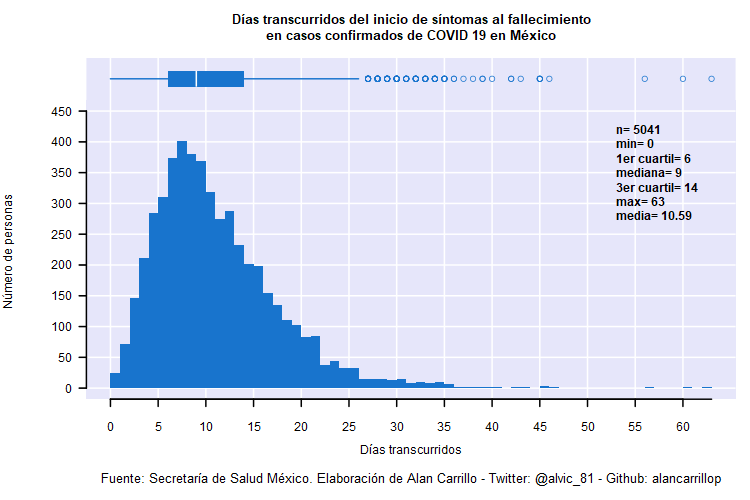 Días transcurridos del inicio de síntomas al fallecimiento
en casos confirmados de COVID 19 en México
n= 5041
min= 0
1er cuartil= 6
mediana= 9
3er cuartil= 14
max= 63
media= 10.59
Número de personas
450
400
350
300
250
200
150
100
50
0
0 5 10 15 20 25 30 35 40 45 50 55 60
Días transcurridos
Fuente: Secretaría de Salud México. Elaboración de Alan Carrillo - Twitter: @alvic_81 - Github: alancarrillop